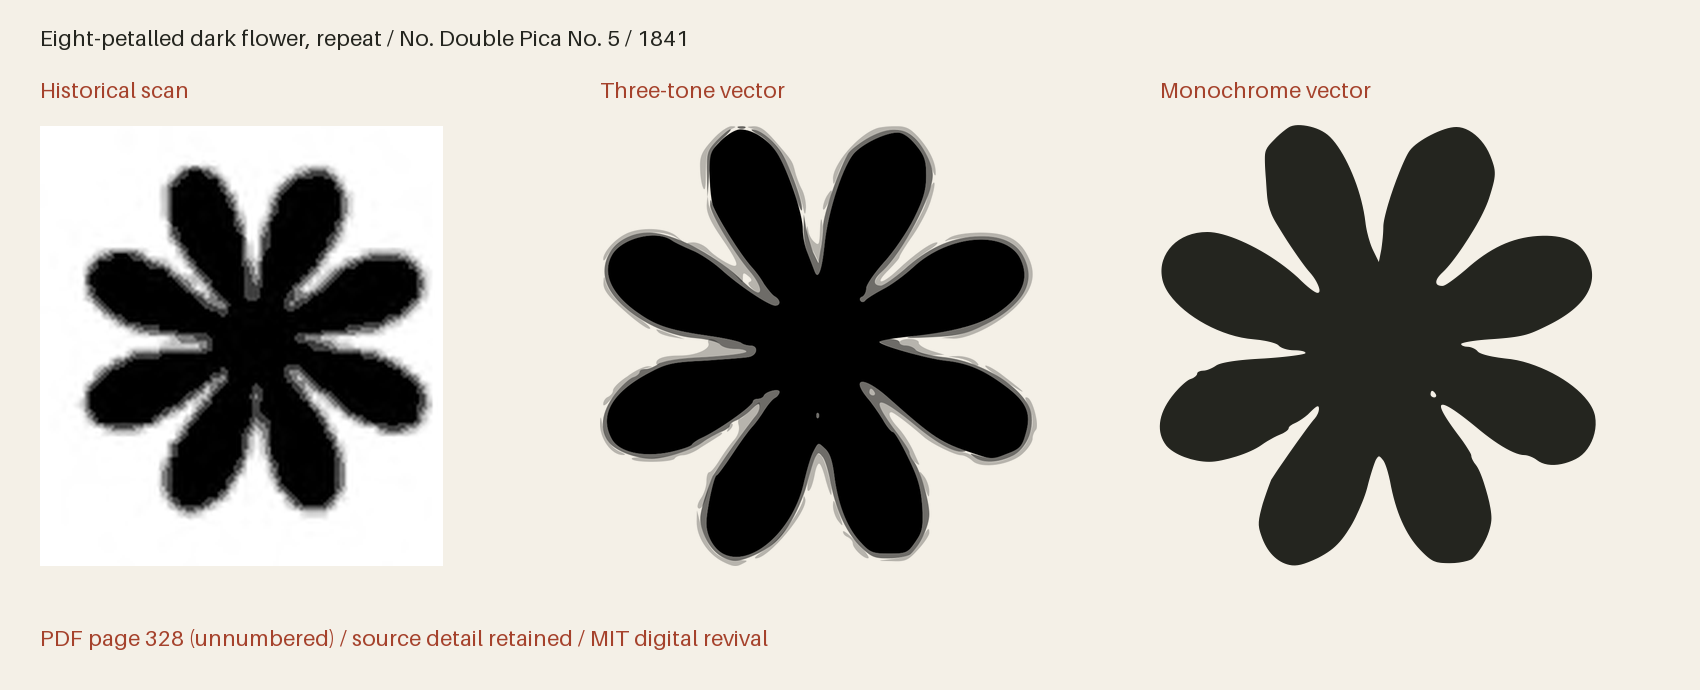 Eight-petalled dark flower, repeat / No. Double Pica No. 5 / 1841
Historical scan
Three-tone vector
Monochrome vector
PDF page 328 (unnumbered) / source detail retained / MIT digital revival